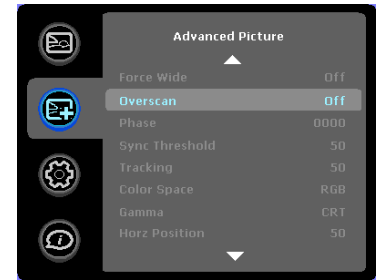 Advanced Picture
Force Wide Off
Overscan Off
Phase 0000
Sync Threshold 50
Tracking 50
Color Space RGB
Gamma CRT
Horz Position 50